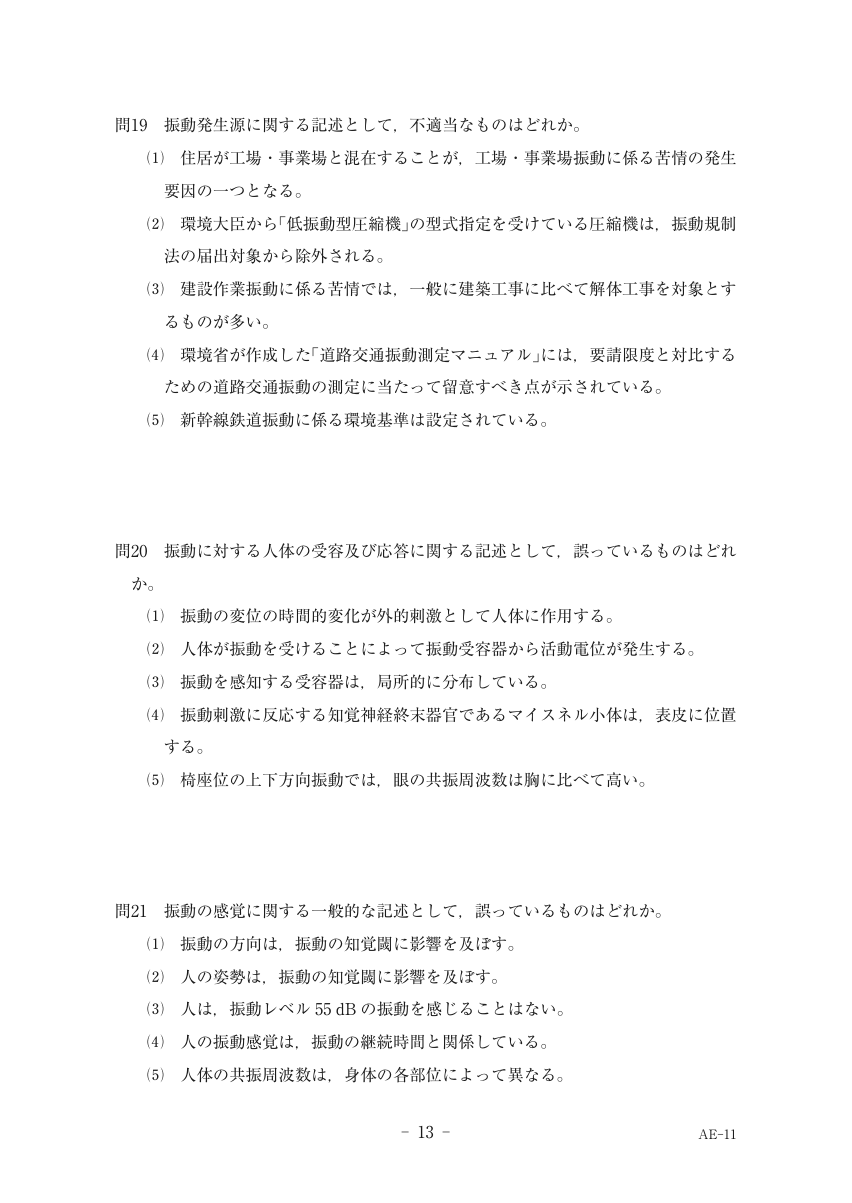 問19　振動発生源に関する記述として，不適当なものはどれか。
⑴　住居が工場・事業場と混在することが，工場・事業場振動に係る苦情の発生
要因の一つとなる。
⑵　環境大臣から「低振動型圧縮機」の型式指定を受けている圧縮機は，振動規制
法の届出対象から除外される。
⑶　建設作業振動に係る苦情では，一般に建築工事に比べて解体工事を対象とす
るものが多い。
⑷　環境省が作成した「道路交通振動測定マニュアル」には，要請限度と対比する
ための道路交通振動の測定に当たって留意すべき点が示されている。
⑸　新幹線鉄道振動に係る環境基準は設定されている。
問20　振動に対する人体の受容及び応答に関する記述として，誤っているものはどれ
か。
⑴　振動の変位の時間的変化が外的刺激として人体に作用する。
⑵　人体が振動を受けることによって振動受容器から活動電位が発生する。
⑶　振動を感知する受容器は，局所的に分布している。
⑷　振動刺激に反応する知覚神経終末器官であるマイスネル小体は，表皮に位置
する。
⑸　椅座位の上下方向振動では，眼の共振周波数は胸に比べて高い。
問21　振動の感覚に関する一般的な記述として，誤っているものはどれか。
⑴　振動の方向は，振動の知覚閾に影響を及ぼす。
⑵　人の姿勢は，振動の知覚閾に影響を及ぼす。
⑶　人は，振動レベル 55 dB の振動を感じることはない。
⑷　人の振動感覚は，振動の継続時間と関係している。
⑸　人体の共振周波数は，身体の各部位によって異なる。
－ 13 －
AE−11